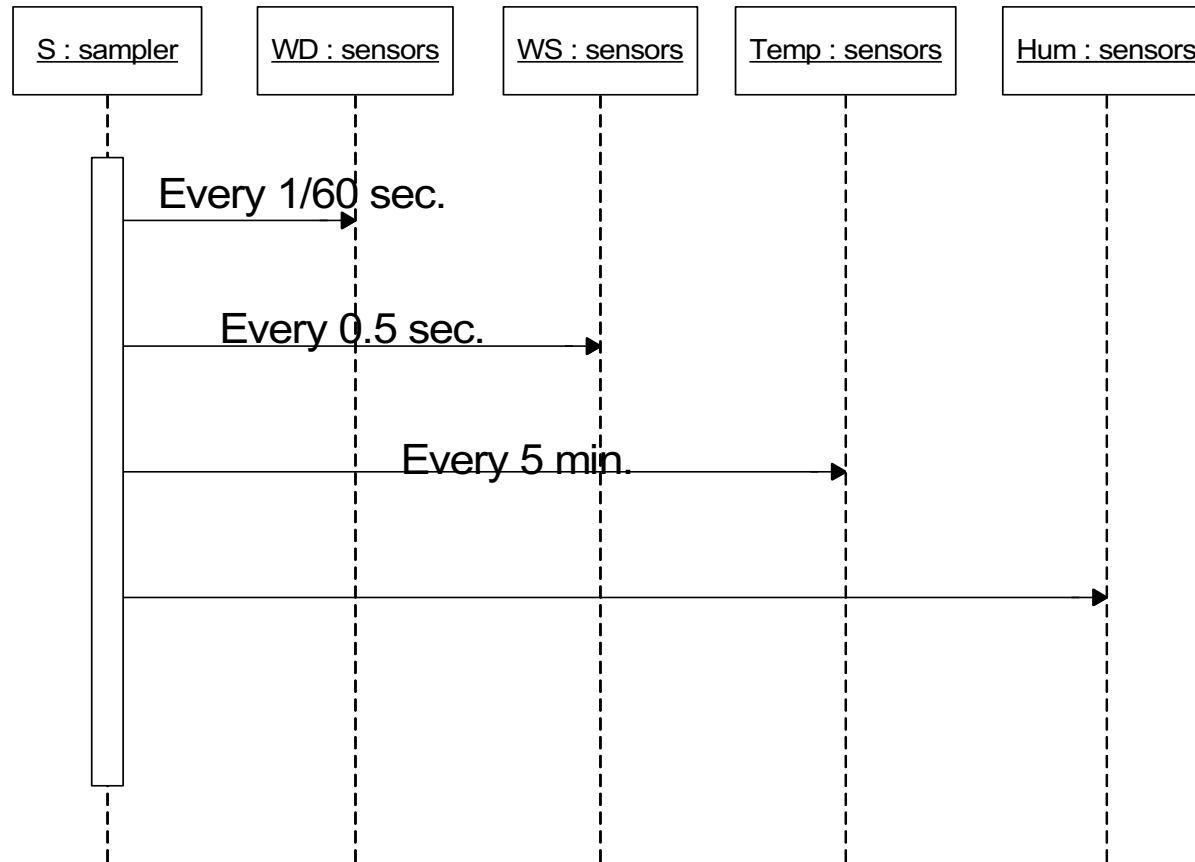 S : sampler
WD : sensors
WS : sensors
Temp : sensors
Hum : sensors
Every 1/60 sec.
Every 0.5 sec.
Every 5 min.